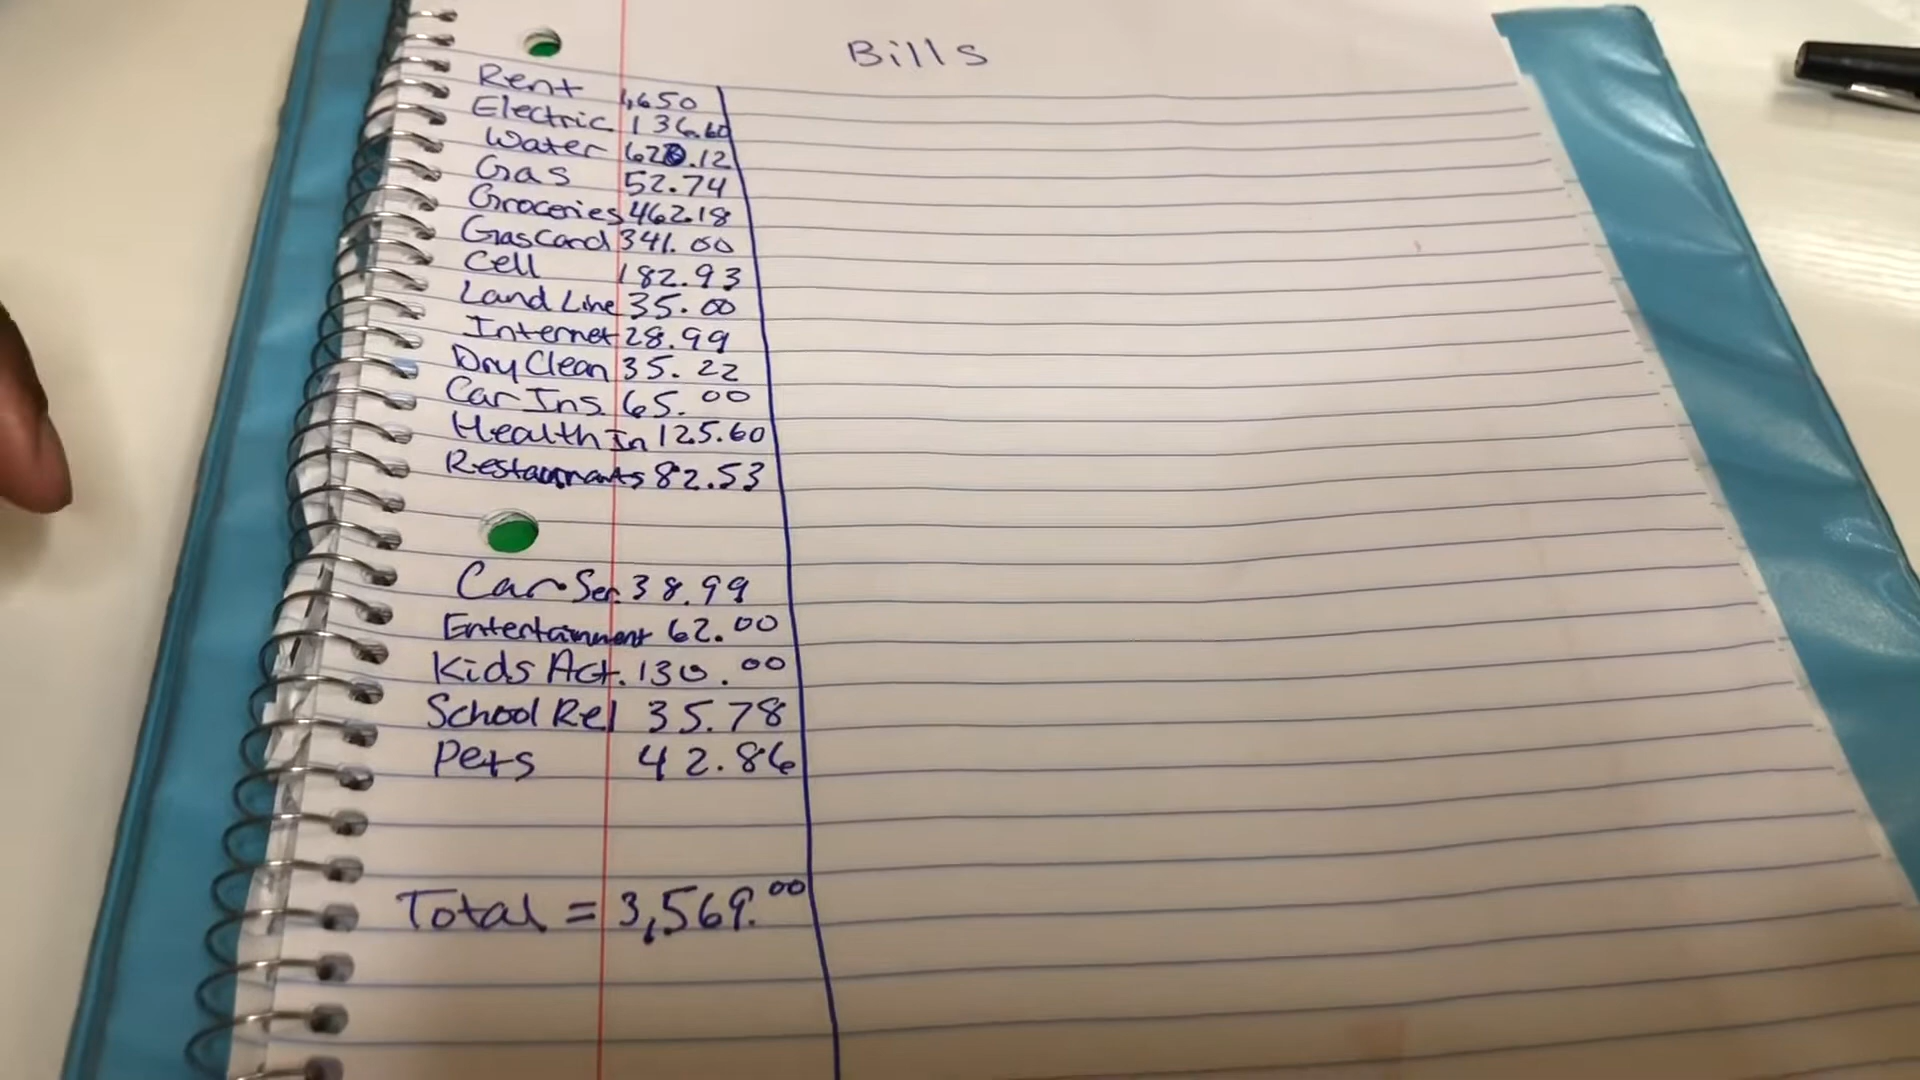 Bills
Rent 1,650
Electric 136.60
Water 62.12
Gas 52.74
Groceries 462.18
Gas Card 341.00
Cell 182.93
Land Line 35.00
Internet 28.99
Dry Clean 35.22
Car Ins. 65.00
Health In 125.60
Restaurants 82.53
Car Ser. 38.99
Entertainment 62.00
Kids Act. 130.00
School Rel 35.78
Pets 42.86
Total = 3,569.00